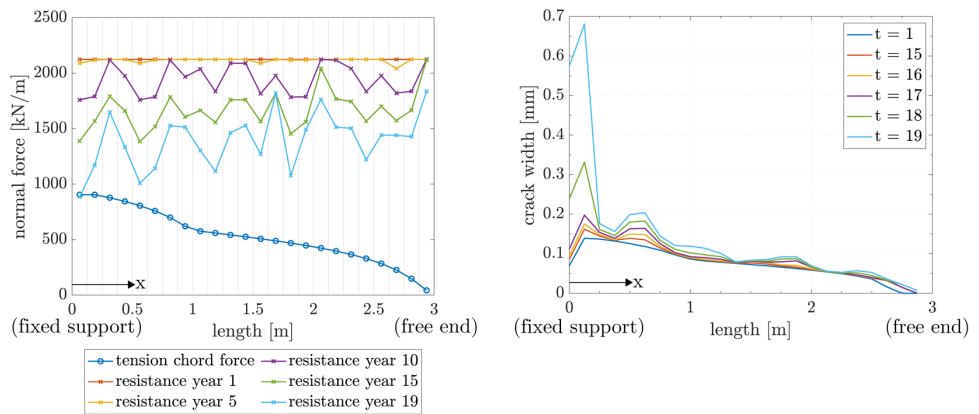 2500
2000
1500
1000
500
0
normal force [kN/m]
x
0 0.5 1 1.5 2 2.5 3
(fixed support) length [m] (free end)
tension chord force
resistance year 1
resistance year 5
resistance year 10
resistance year 15
resistance year 19
0.7
0.6
0.5
0.4
0.3
0.2
0.1
0
crack width [mm]
t = 1
t = 15
t = 16
t = 17
t = 18
t = 19
x
0 1 2 3
(fixed support) length [m] (free end)